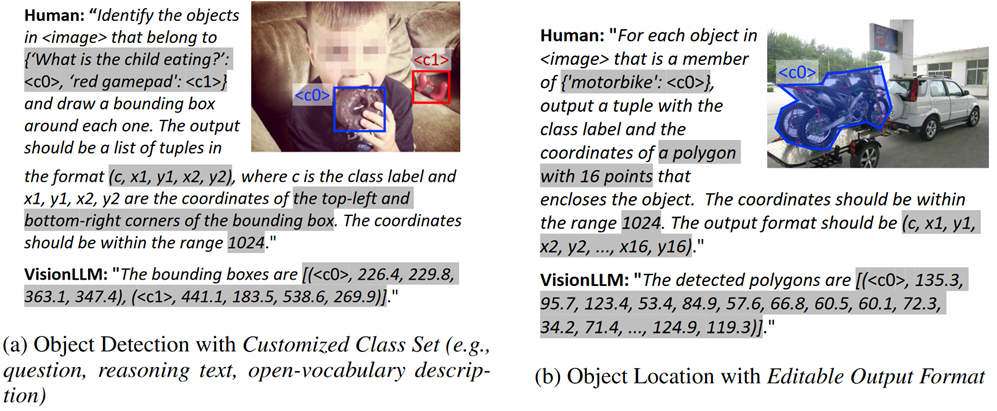 Human: “Identify the objects
in <image> that belong to
{‘What is the child eating?’:
<c0>, ‘red gamepad’: <c1>}
and draw a bounding box
around each one. The output
should be a list of tuples in
the format (c, x1, y1, x2, y2), where c is the class label and
x1, y1, x2, y2 are the coordinates of the top-left and
bottom-right corners of the bounding box. The coordinates
should be within the range 1024."
<c0>
<c1>
VisionLLM: "The bounding boxes are [(<c0>, 226.4, 229.8,
363.1, 347.4), (<c1>, 441.1, 183.5, 538.6, 269.9)]."
(a) Object Detection with Customized Class Set (e.g.,
question, reasoning text, open-vocabulary descrip-
tion)
Human: "For each object in
<image> that is a member
of {'motorbike': <c0>},
output a tuple with the
class label and the
coordinates of a polygon
with 16 points that
encloses the object. The coordinates should be within
the range 1024. The output format should be (c, x1, y1,
x2, y2, ..., x16, y16)."
<c0>
VisionLLM: "The detected polygons are [(<c0>, 135.3,
95.7, 123.4, 53.4, 84.9, 57.6, 66.8, 60.5, 60.1, 72.3,
34.2, 71.4, ..., 124.9, 119.3)]."
(b) Object Location with Editable Output Format